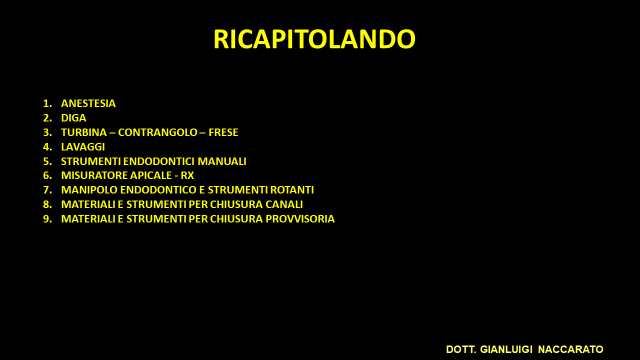 RICAPITOLANDO
1. ANESTESIA
2. DIGA
3. TURBINA – CONTRANGOLO – FRESE
4. LAVAGGI
5. STRUMENTI ENDODONTICI MANUALI
6. MISURATORE APICALE - RX
7. MANIPOLO ENDODONTICO E STRUMENTI ROTANTI
8. MATERIALI E STRUMENTI PER CHIUSURA CANALI
9. MATERIALI E STRUMENTI PER CHIUSURA PROVVISORIA
DOTT. GIANLUIGI NACCARATO